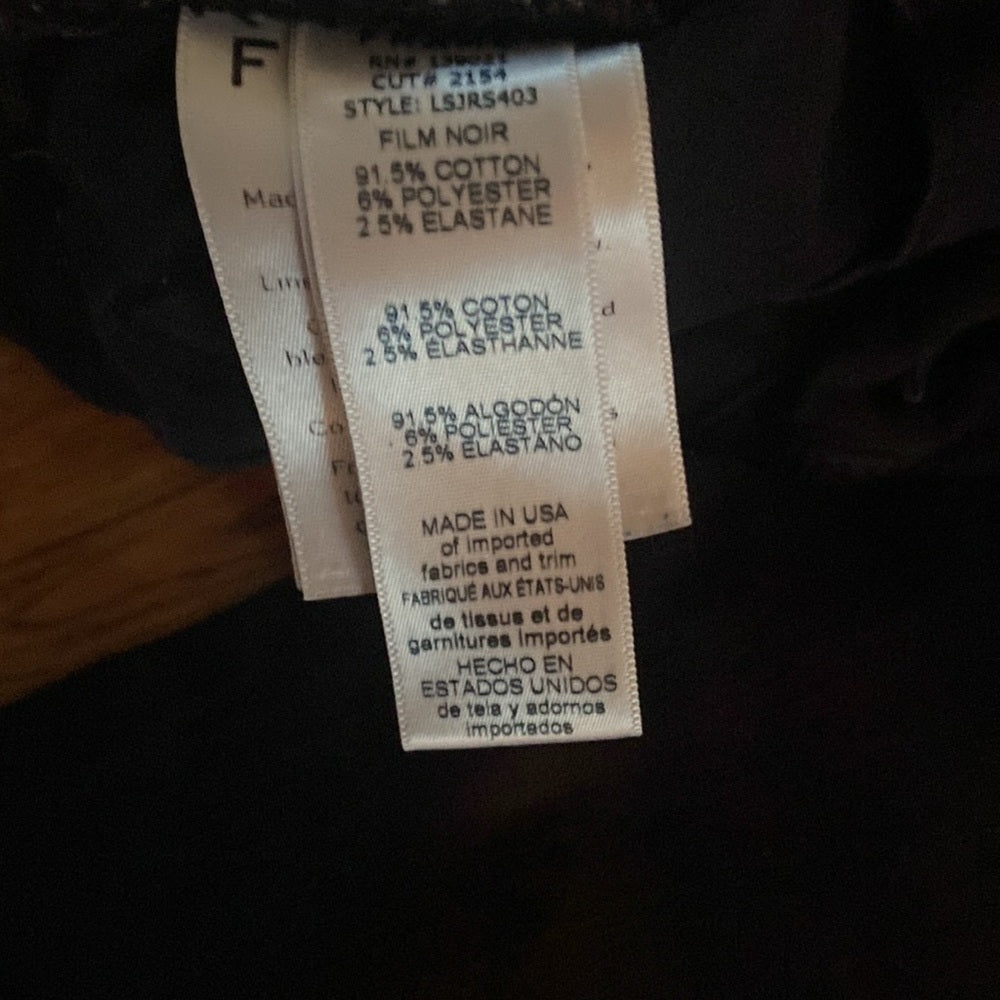 F
CUT# 2154
STYLE: LSJRS403
FILM NOIR
91.5% COTTON
6% POLYESTER
2 5% ELASTANE
91 5% COTON
6% POLYESTER
2 5% ÉLASTHANNE
91.5% ALGODÓN
6% POLIÉSTER
2 5% ELASTANO
MADE IN USA
of imported
fabrics and trim
FABRIQUÉ AUX ÉTATS-UNIS
de tissus et de
garnitures importés
HECHO EN
ESTADOS UNIDOS
de tela y adornos
importados